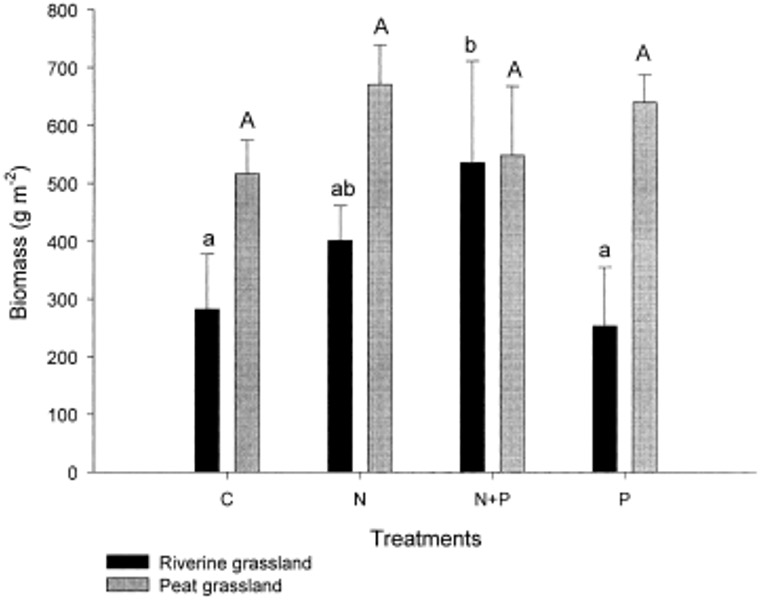 800
700
600
500
400
300
200
100
0
Biomass (g m-2)
a
A
ab
A
b
A
a
A
C
N
N+P
P
Treatments
Riverine grassland
Peat grassland